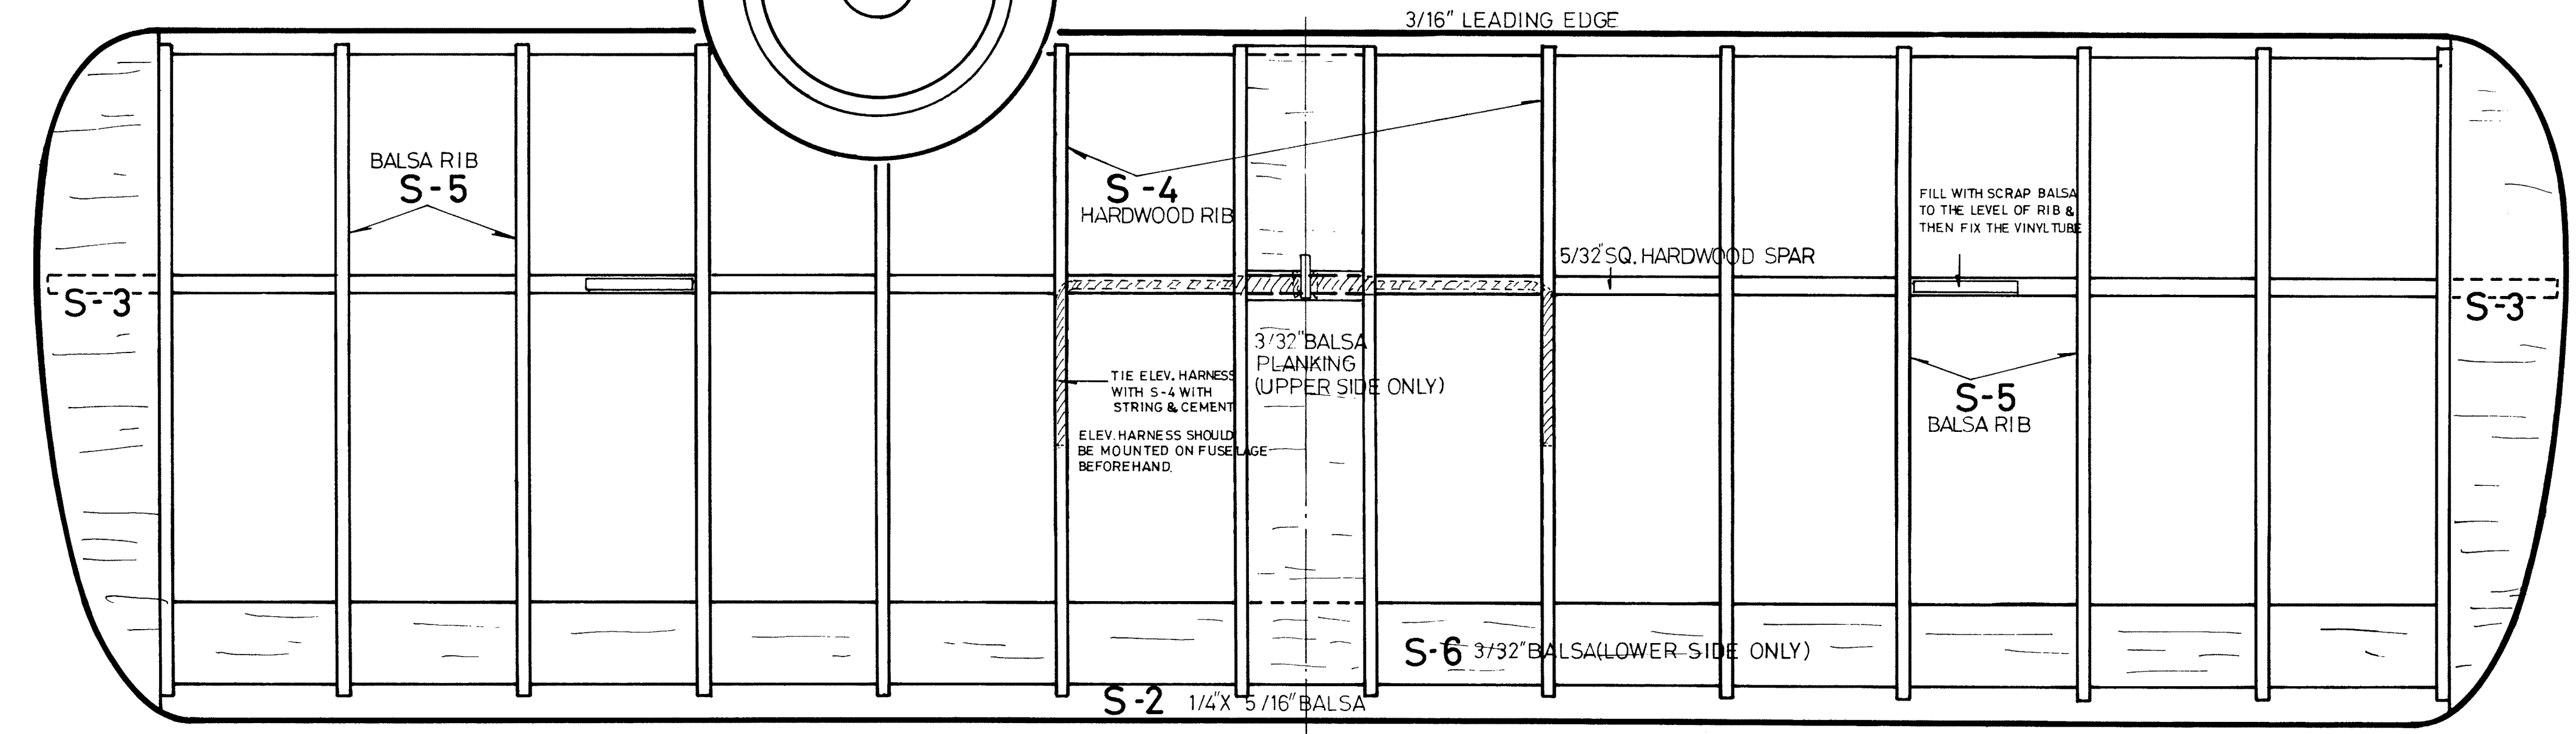 3/16" LEADING EDGE
BALSA RIB
S-5
S-4
HARDWOOD RIB
FILL WITH SCRAP BALSA
TO THE LEVEL OF RIB &
THEN FIX THE VINYL TUBE
5/32"SQ. HARDWOOD SPAR
S-3
S-3
3/32"BALSA
PLANKING
(UPPER SIDE ONLY)
TIE ELEV. HARNESS
WITH S-4 WITH
STRING & CEMENT
ELEV. HARNESS SHOULD
BE MOUNTED ON FUSELAGE
BEFOREHAND.
S-5
BALSA RIB
S-6 3/32"BALSA(LOWER SIDE ONLY)
S-2 1/4"X 5/16"BALSA